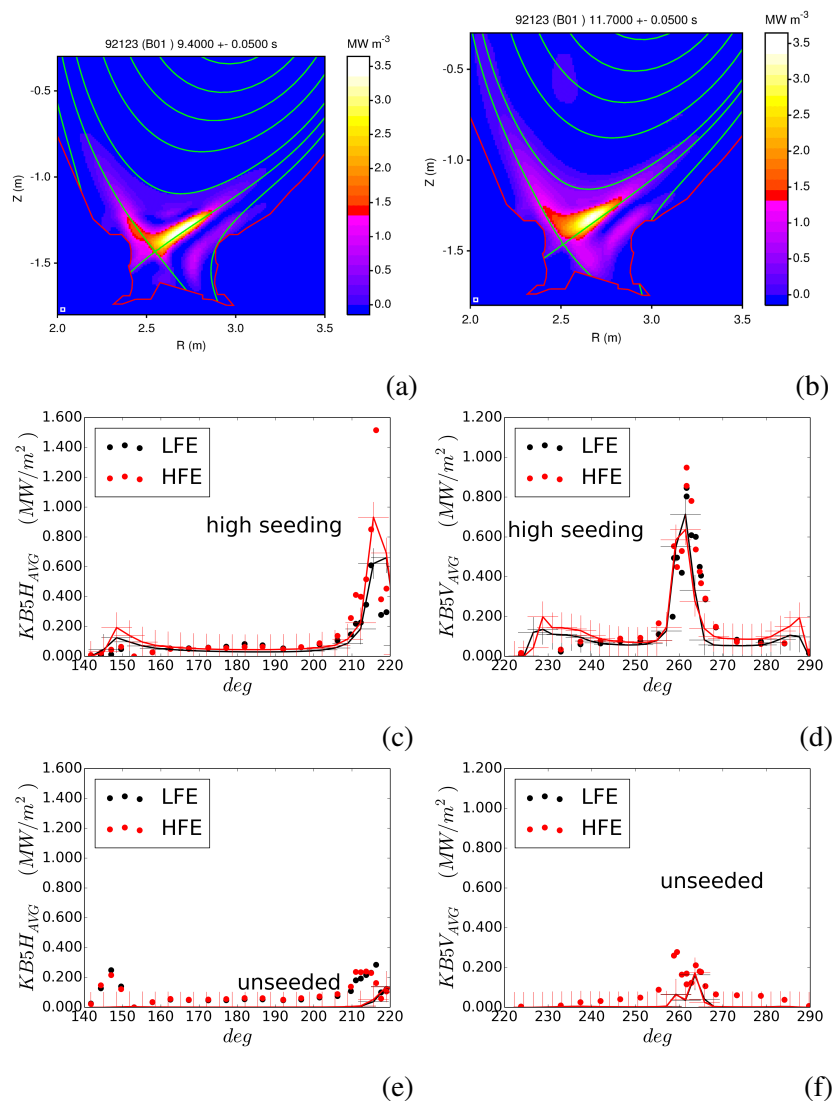 92123 (B01 ) 9.4000 +- 0.0500 s
MW m-3
3.5
3.0
2.5
2.0
1.5
1.0
0.5
0.0
-0.5
-1.0
-1.5
Z (m)
2.0 2.5 3.0 3.5
R (m)
(a)
92123 (B01 ) 11.7000 +- 0.0500 s
MW m-3
3.5
3.0
2.5
2.0
1.5
1.0
0.5
0.0
-0.5
-1.0
-1.5
Z (m)
2.0 2.5 3.0 3.5
R (m)
(b)
1.600
1.400
1.200
1.000
0.800
0.600
0.400
0.200
0.000
KB5H_AVG (MW/m²)
LFE
HFE
high seeding
140 150 160 170 180 190 200 210 220
deg
(c)
1.200
1.000
0.800
0.600
0.400
0.200
0.000
KB5V_AVG (MW/m²)
LFE
HFE
high seeding
220 230 240 250 260 270 280 290
deg
(d)
1.600
1.400
1.200
1.000
0.800
0.600
0.400
0.200
0.000
KB5H_AVG (MW/m²)
LFE
HFE
unseeded
140 150 160 170 180 190 200 210 220
deg
(e)
1.200
1.000
0.800
0.600
0.400
0.200
0.000
KB5V_AVG (MW/m²)
LFE
HFE
unseeded
220 230 240 250 260 270 280 290
deg
(f)